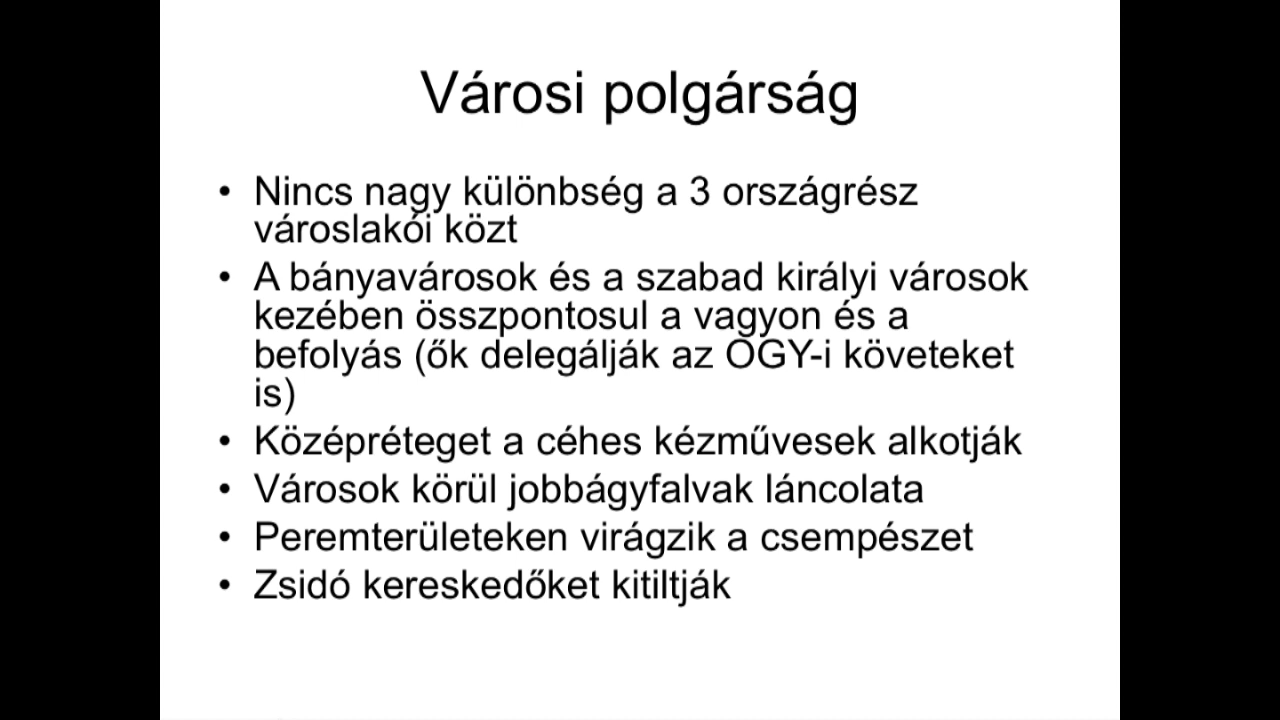 Városi polgárság
• Nincs nagy különbség a 3 országrész
városlakói közt
• A bányavárosok és a szabad királyi városok
kezében összpontosul a vagyon és a
befolyás (ők delegálják az OGY-i követeket
is)
• Középréteget a céhes kézművesek alkotják
• Városok körül jobbágyfalvak láncolata
• Peremterületeken virágzik a csempészet
• Zsidó kereskedőket kitiltják